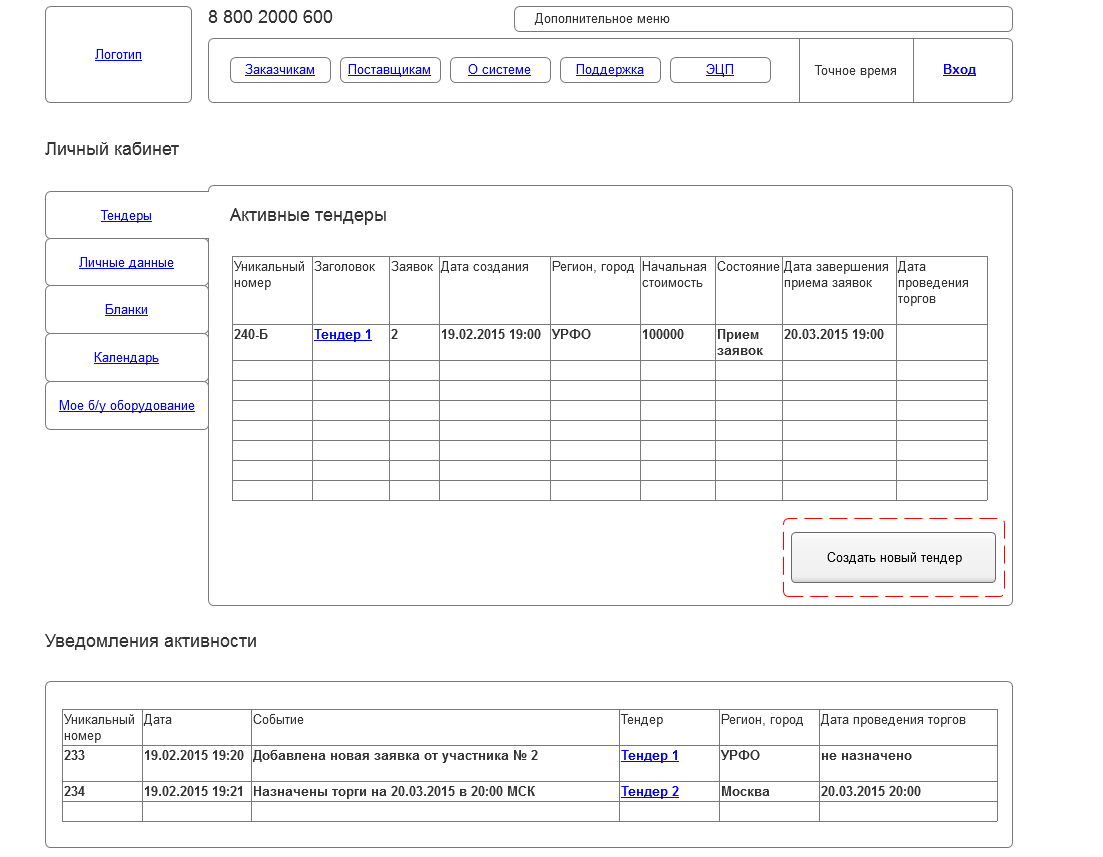 8 800 2000 600
Дополнительное меню
Логотип
Заказчикам
Поставщикам
О системе
Поддержка
ЭЦП
Точное время
Вход
Личный кабинет
Тендеры
Личные данные
Бланки
Календарь
Мое б/у оборудование
Активные тендеры
Уникальный номер Заголовок Заявок Дата создания Регион, город Начальная стоимость Состояние Дата завершения приема заявок Дата проведения торгов
240-Б Тендер 1 2 19.02.2015 19:00 УРФО 100000 Прием заявок 20.03.2015 19:00
Создать новый тендер
Уведомления активности
Уникальный номер Дата Событие Тендер Регион, город Дата проведения торгов
233 19.02.2015 19:20 Добавлена новая заявка от участника № 2 Тендер 1 УРФО не назначено
234 19.02.2015 19:21 Назначены торги на 20.03.2015 в 20:00 МСК Тендер 2 Москва 20.03.2015 20:00